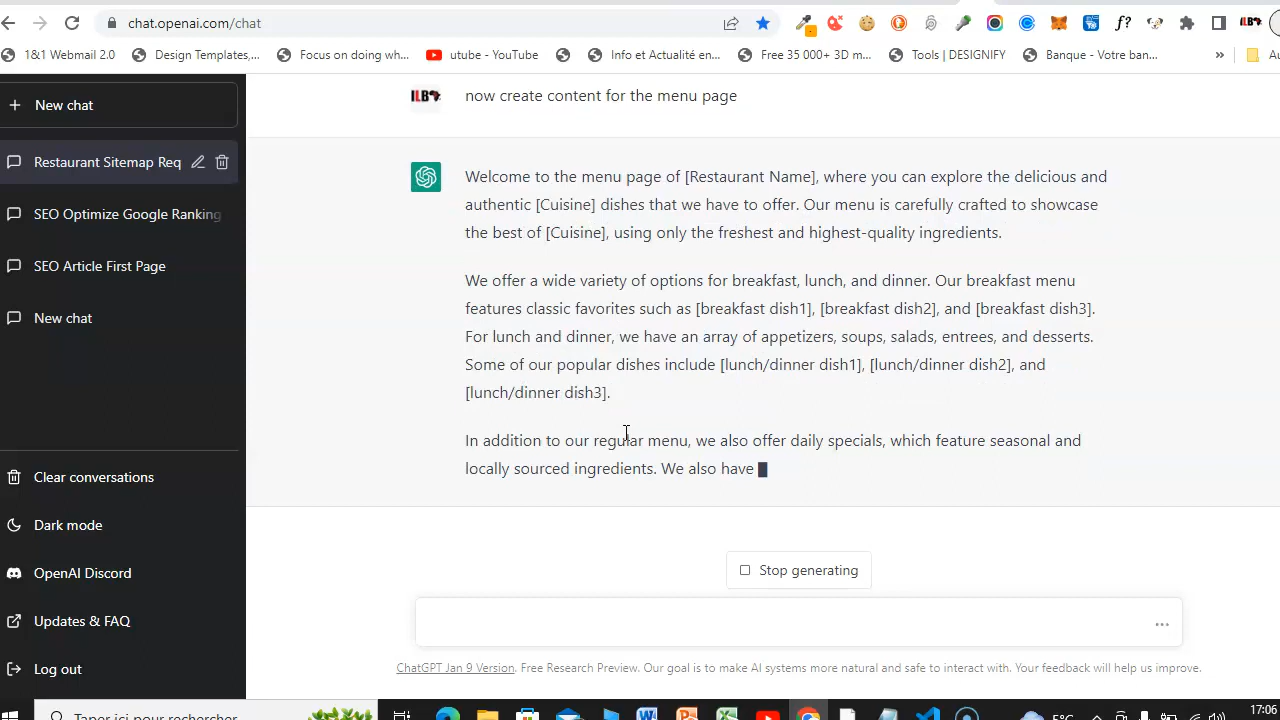 chat.openai.com/chat
ILBA
1&1 Webmail 2.0
Design Templates,...
Focus on doing wh...
utube - YouTube
Info et Actualité en...
Free 35 000+ 3D m...
Tools | DESIGNIFY
Banque - Votre ban...
»
Au
New chat
Restaurant Sitemap Req
SEO Optimize Google Ranking
SEO Article First Page
New chat
Clear conversations
Dark mode
OpenAI Discord
Updates & FAQ
Log out
now create content for the menu page
Welcome to the menu page of [Restaurant Name], where you can explore the delicious and
authentic [Cuisine] dishes that we have to offer. Our menu is carefully crafted to showcase
the best of [Cuisine], using only the freshest and highest-quality ingredients.
We offer a wide variety of options for breakfast, lunch, and dinner. Our breakfast menu
features classic favorites such as [breakfast dish1], [breakfast dish2], and [breakfast dish3].
For lunch and dinner, we have an array of appetizers, soups, salads, entrees, and desserts.
Some of our popular dishes include [lunch/dinner dish1], [lunch/dinner dish2], and
[lunch/dinner dish3].
In addition to our regular menu, we also offer daily specials, which feature seasonal and
locally sourced ingredients. We also have
Stop generating
ChatGPT Jan 9 Version. Free Research Preview. Our goal is to make AI systems more natural and safe to interact with. Your feedback will help us improve.
Taper ici pour rechercher
5°C
17:06